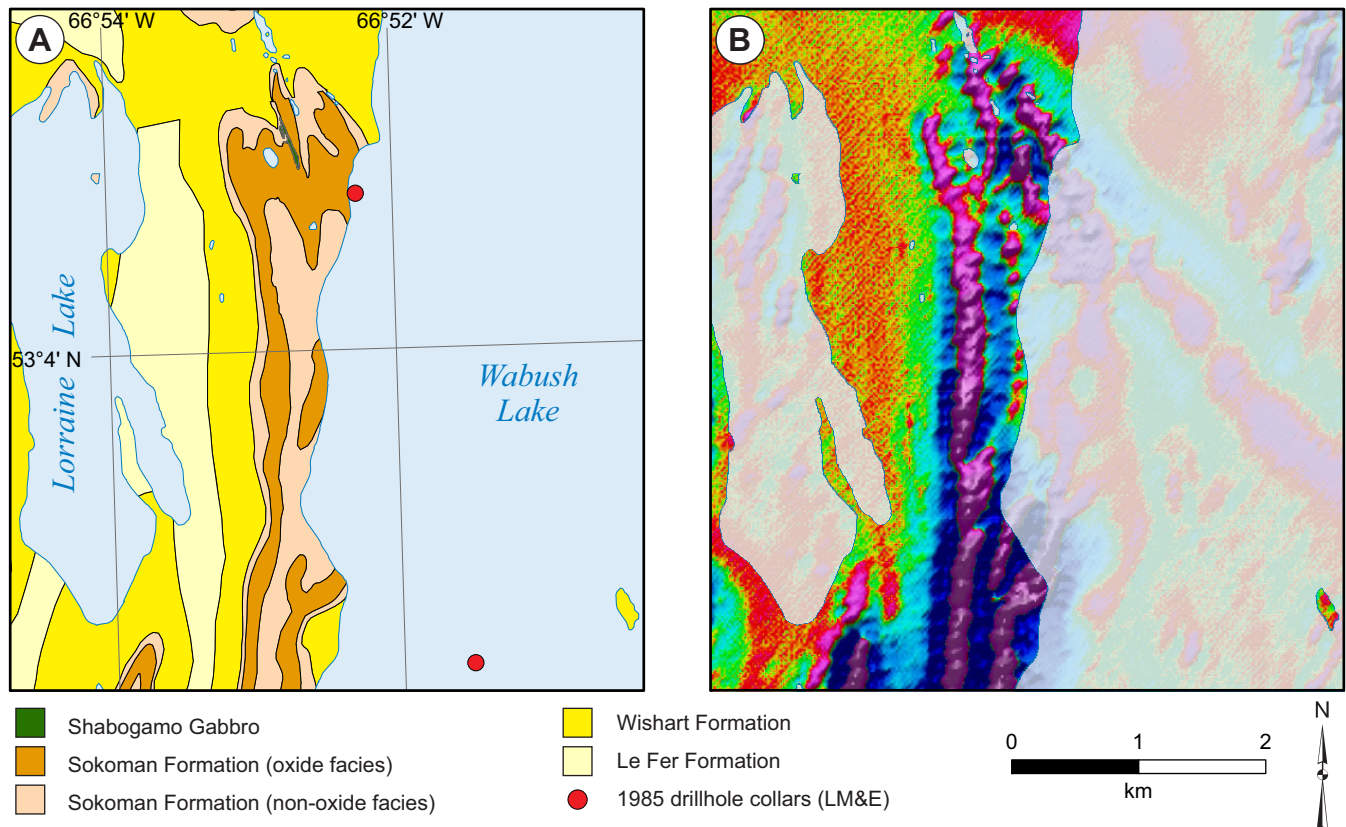 A
66°54' W
66°52' W
B
53°4' N
Lorraine Lake
Wabush
Lake
Shabogamo Gabbro
Sokoman Formation (oxide facies)
Sokoman Formation (non-oxide facies)
Wishart Formation
Le Fer Formation
1985 drillhole collars (LM&E)
0 1 2
km
N